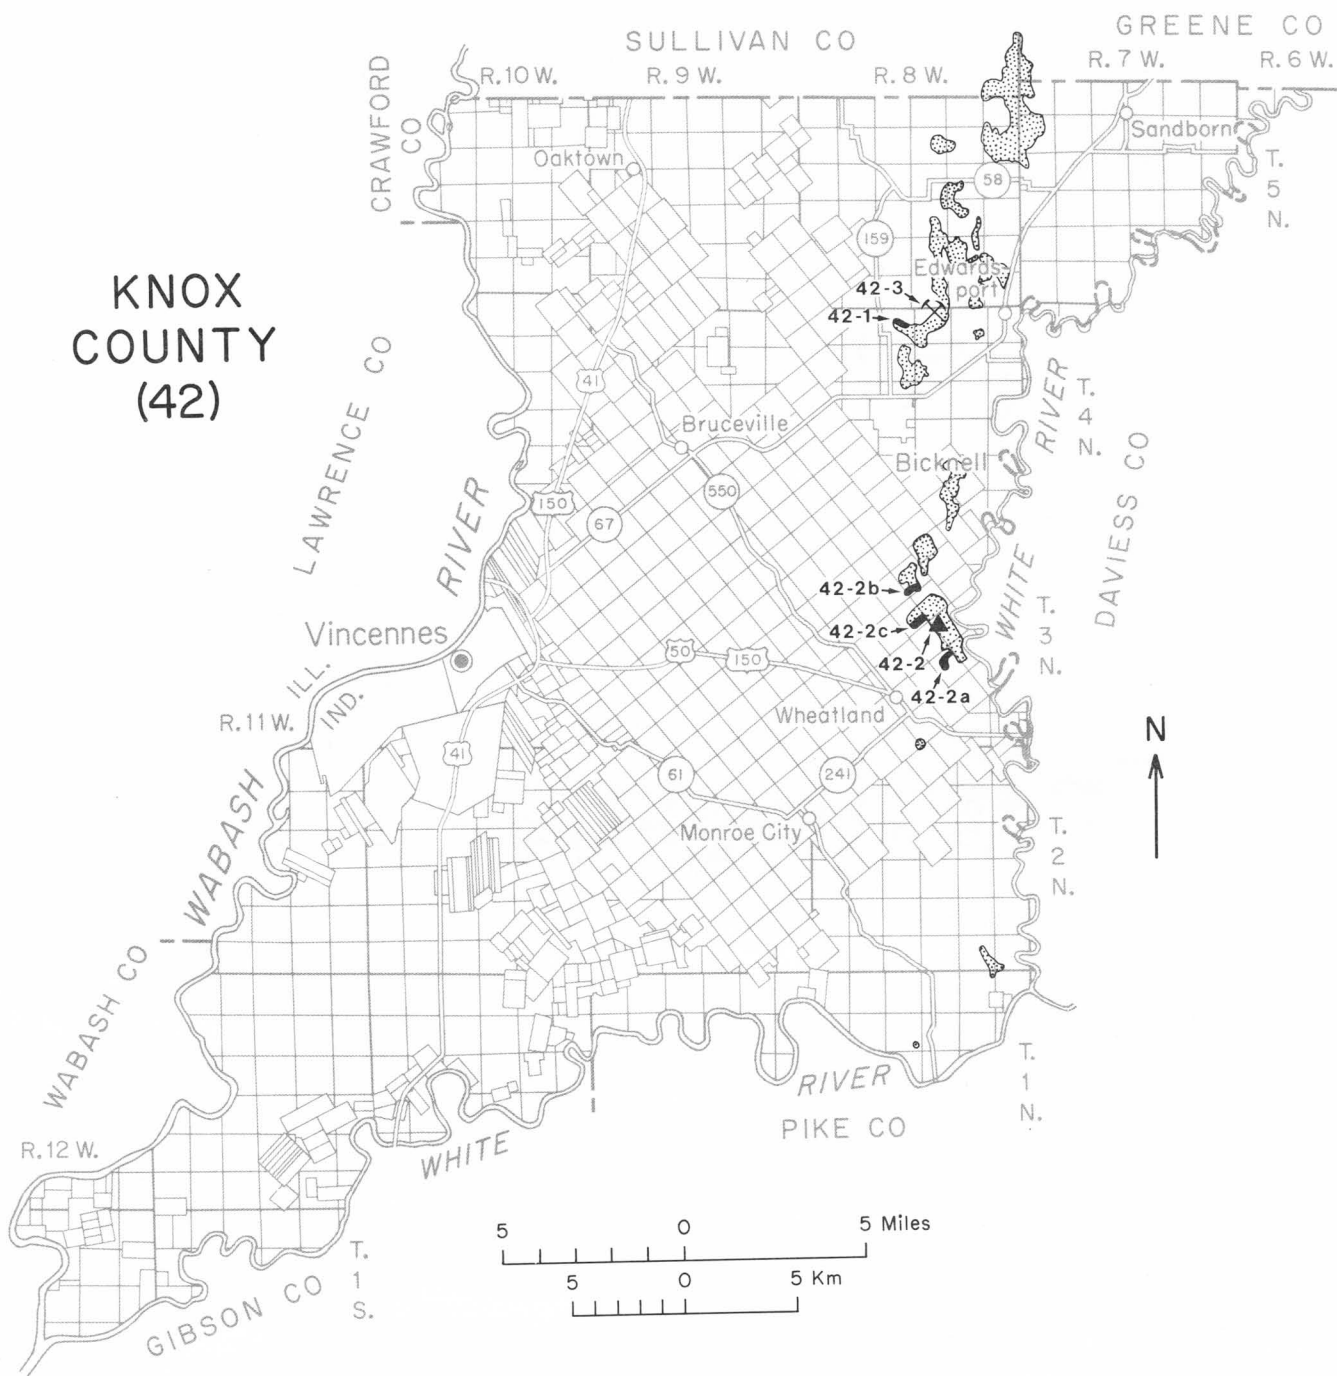 GREENE CO
SULLIVAN CO
R. 10 W.
R. 9 W.
R. 8 W.
R. 7 W.
R. 6 W.
CRAWFORD
CO
Sandborn
Oaktown
58
T.
5
N.
159
Edwards-
port
KNOX
COUNTY
(42)
42-3
42-1
LAWRENCE CO
41
RIVER
T.
4
N.
Bruceville
Bicknell
DAVIESS CO
550
150
67
RIVER
WHITE
42-2b
T.
3
N.
42-2c
Vincennes
50
150
42-2
42-2a
ILL.
IND.
R. 11 W.
Wheatland
N
41
61
241
WABASH
Monroe City
T.
2
N.
WABASH CO
T.
1
N.
RIVER
PIKE CO
WHITE
R. 12 W.
5 0 5 Miles
5 0 5 Km
T.
1
S.
GIBSON CO